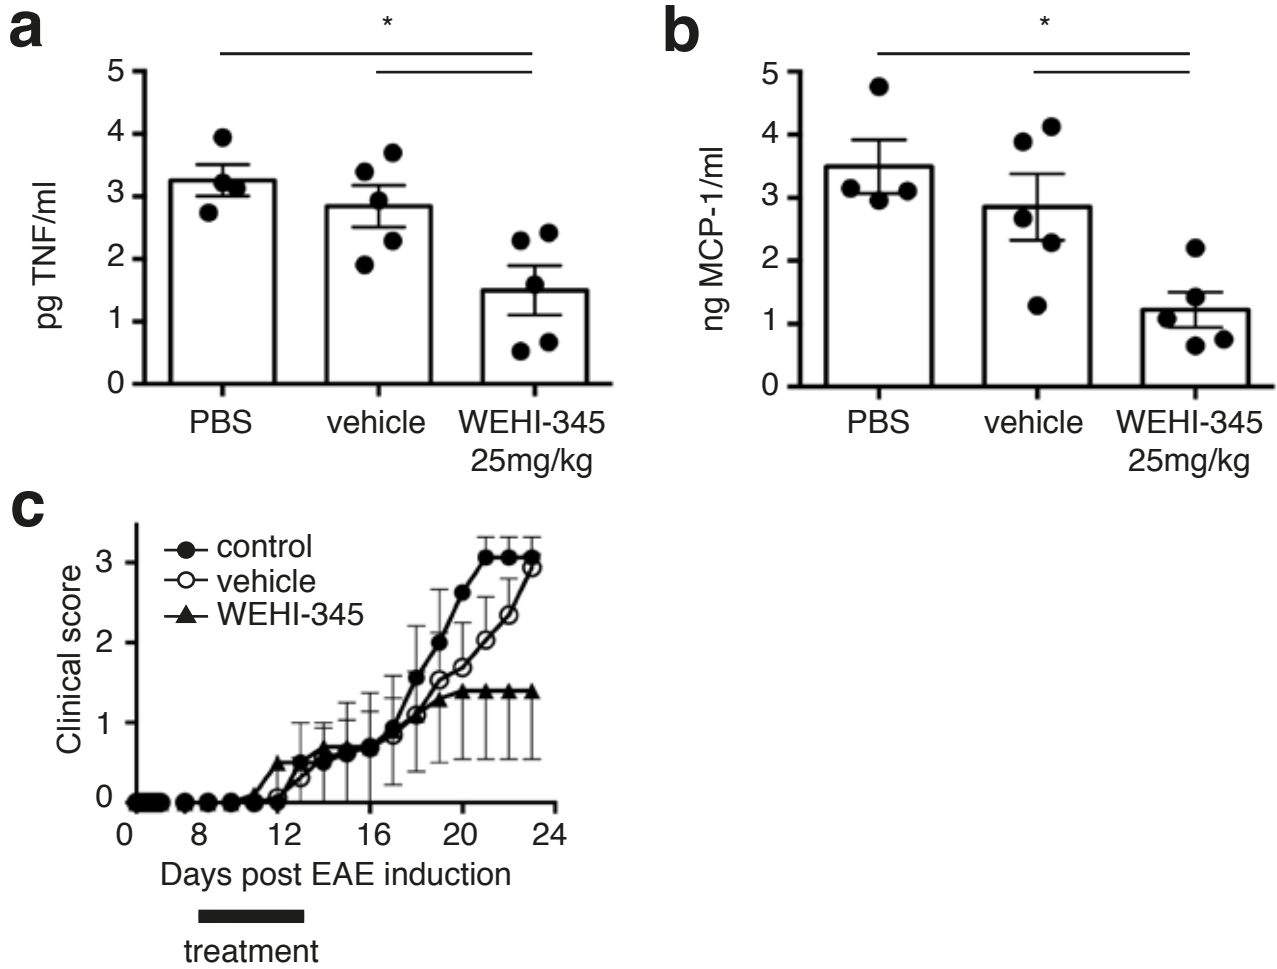 a
*
5
4
3
2
1
0
pg TNF/ml
PBS
vehicle
WEHI-345
25mg/kg
b
*
5
4
3
2
1
0
ng MCP-1/ml
PBS
vehicle
WEHI-345
25mg/kg
c
control
vehicle
WEHI-345
3
2
1
0
Clinical score
0 8 12 16 20 24
Days post EAE induction
treatment